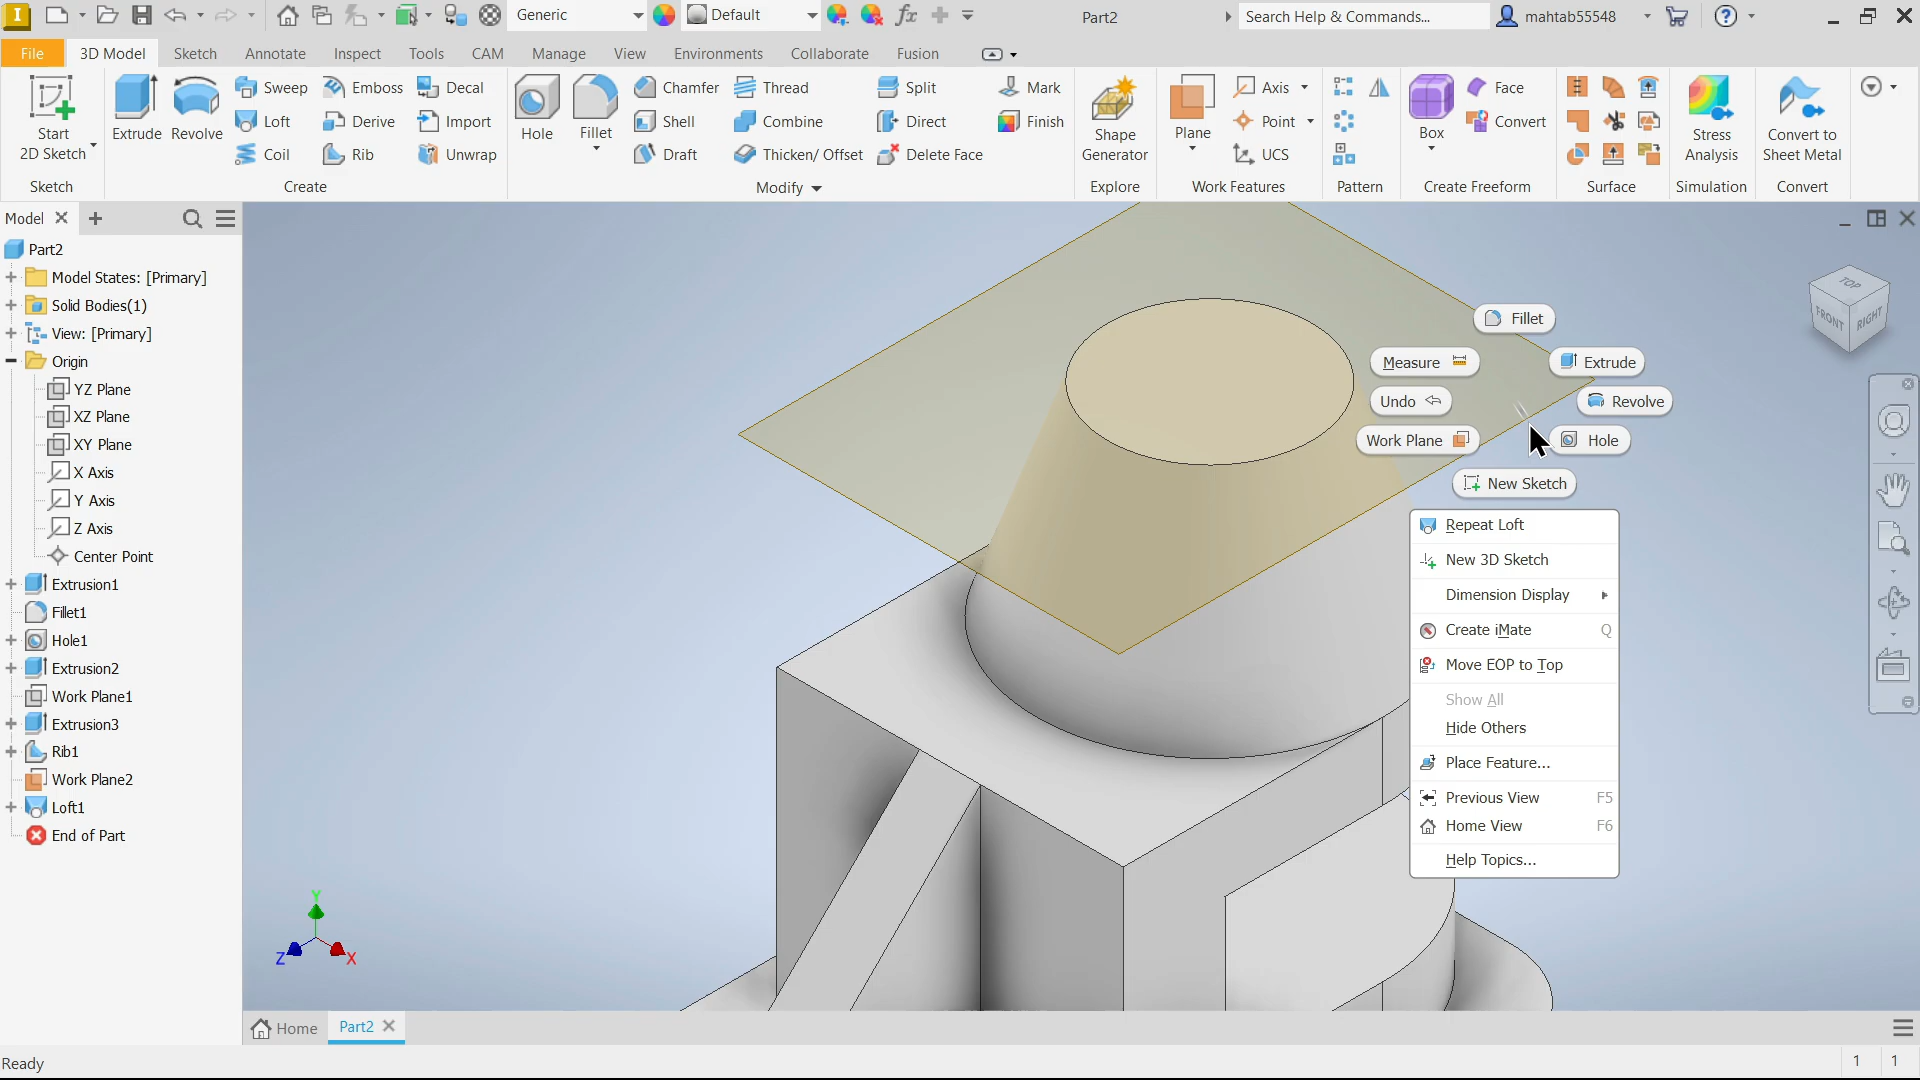 Generic
Default
Part2
Search Help & Commands...
mahtab55548
File
3D Model
Sketch
Annotate
Inspect
Tools
CAM
Manage
View
Environments
Collaborate
Fusion
Start
2D Sketch
Sketch
Extrude
Revolve
Sweep
Loft
Coil
Emboss
Derive
Rib
Decal
Import
Unwrap
Create
Hole
Fillet
Chamfer
Shell
Draft
Thread
Combine
Thicken/ Offset
Split
Direct
Delete Face
Mark
Finish
Modify
Shape
Generator
Explore
Plane
Axis
Point
UCS
Work Features
Pattern
Box
Face
Convert
Create Freeform
Surface
Stress
Analysis
Simulation
Convert to
Sheet Metal
Convert
Model
Part2
Model States: [Primary]
Solid Bodies(1)
View: [Primary]
Origin
YZ Plane
XZ Plane
XY Plane
X Axis
Y Axis
Z Axis
Center Point
Extrusion1
Fillet1
Hole1
Extrusion2
Work Plane1
Extrusion3
Rib1
Work Plane2
Loft1
End of Part
Fillet
Measure
Extrude
Undo
Revolve
Work Plane
Hole
New Sketch
Repeat Loft
New 3D Sketch
Dimension Display
Create iMate Q
Move EOP to Top
Show All
Hide Others
Place Feature...
Previous View F5
Home View F6
Help Topics...
TOP
FRONT
RIGHT
Y
Z
X
Home
Part2
Ready
1
1